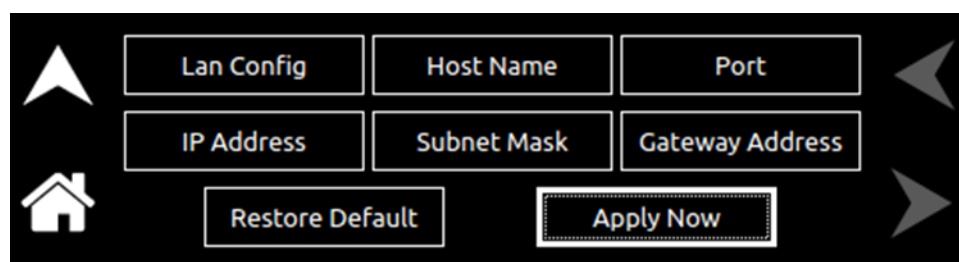 Lan Config Host Name Port
IP Address Subnet Mask Gateway Address
Restore Default Apply Now